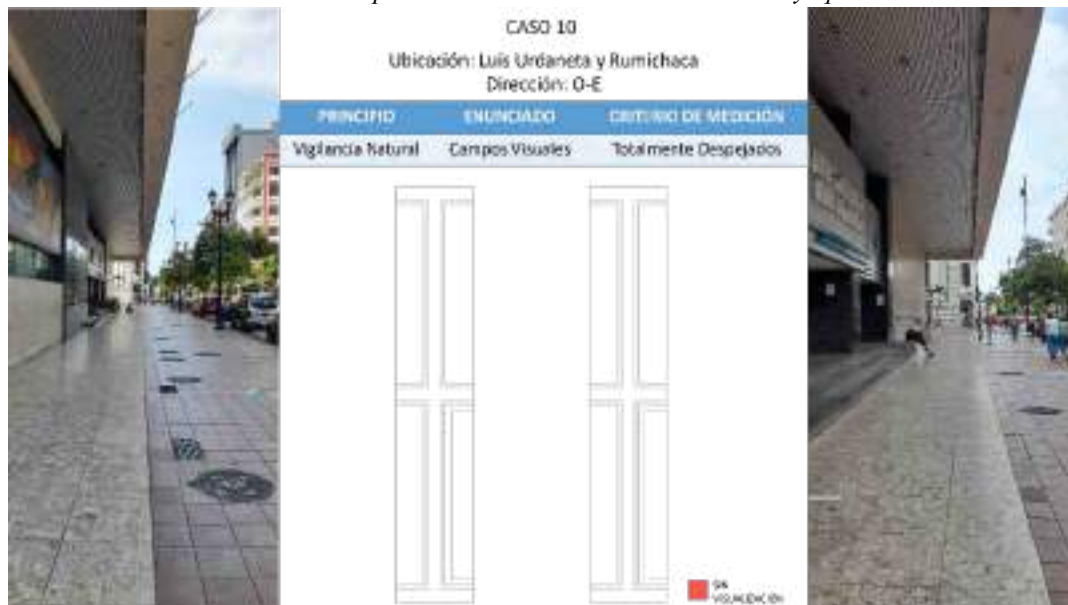 CASO 10
Ubicación: Luis Urdaneta y Rumichaca
Dirección: O-E
PRINCIPIO ENUNCIADO CRITERIO DE MEDICIÓN
Vigilancia Natural Campos Visuales Totalmente Despejados
SIN
VISUALIZACIÓN